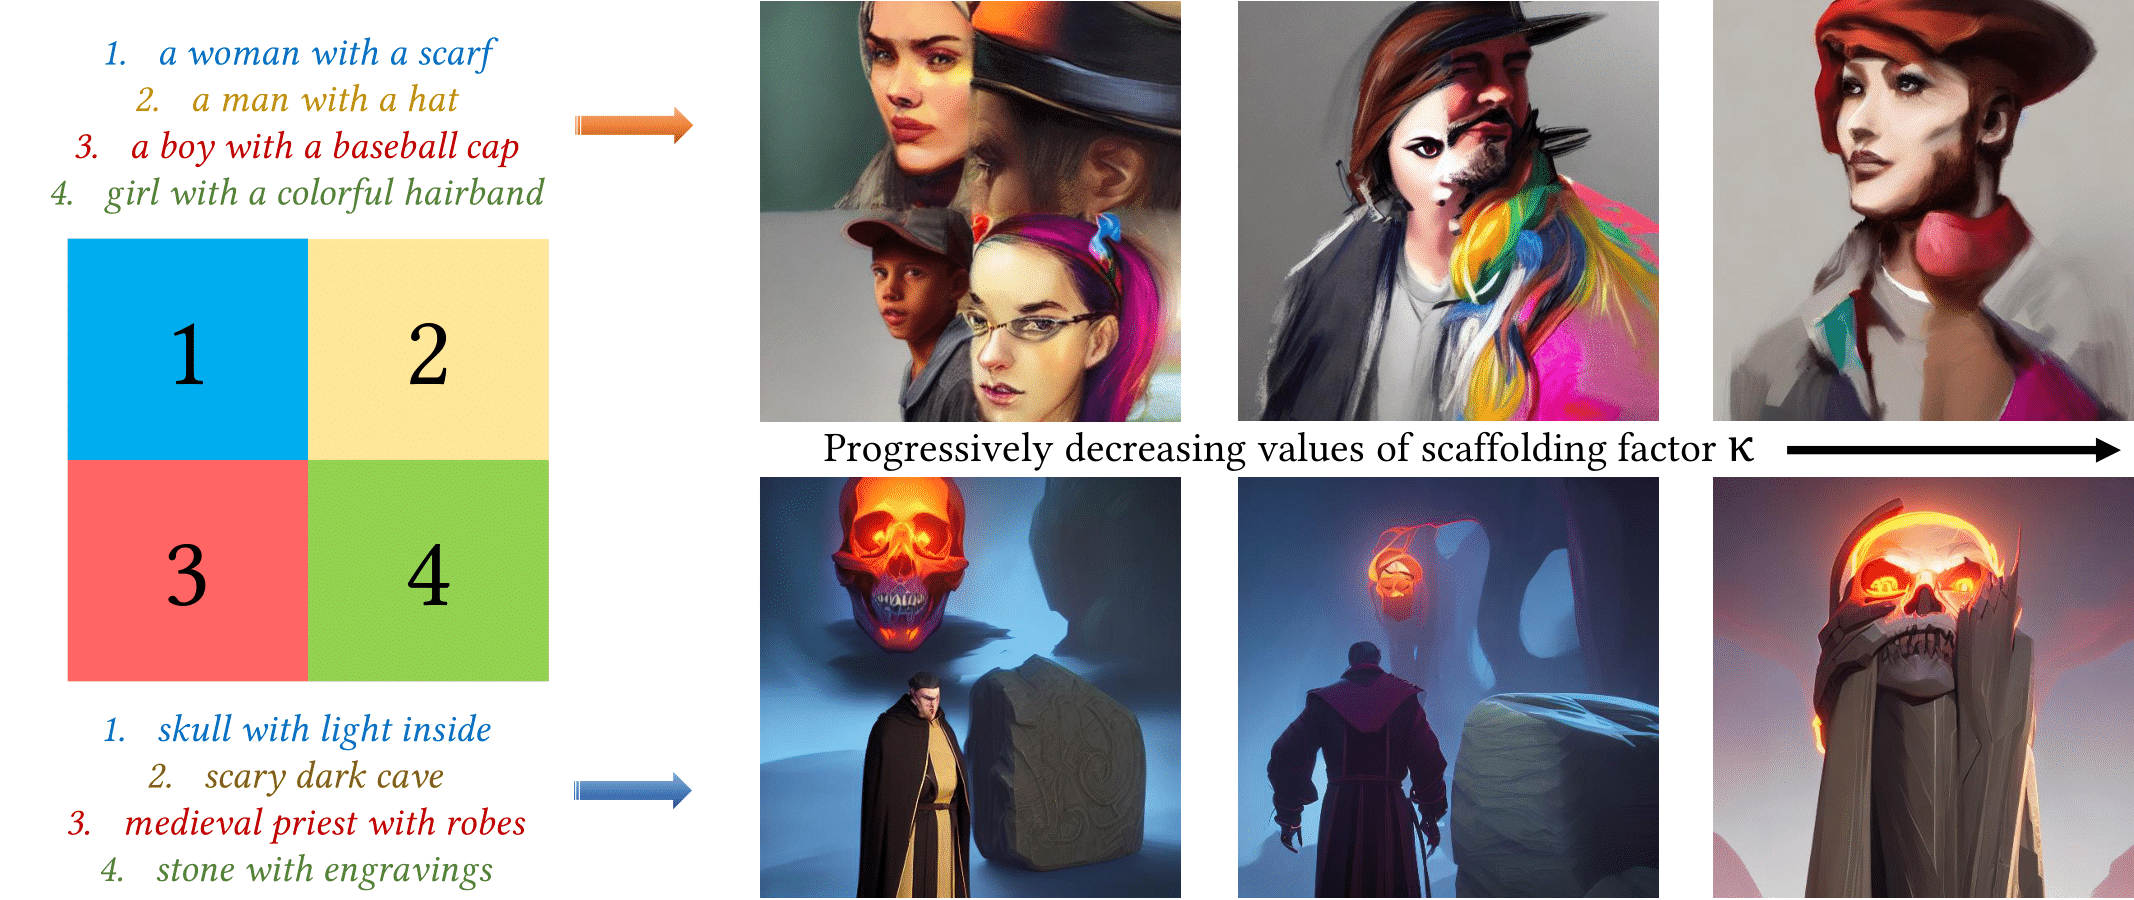 1. a woman with a scarf
2. a man with a hat
3. a boy with a baseball cap
4. girl with a colorful hairband
1 2
3 4
Progressively decreasing values of scaffolding factor κ
1. skull with light inside
2. scary dark cave
3. medieval priest with robes
4. stone with engravings